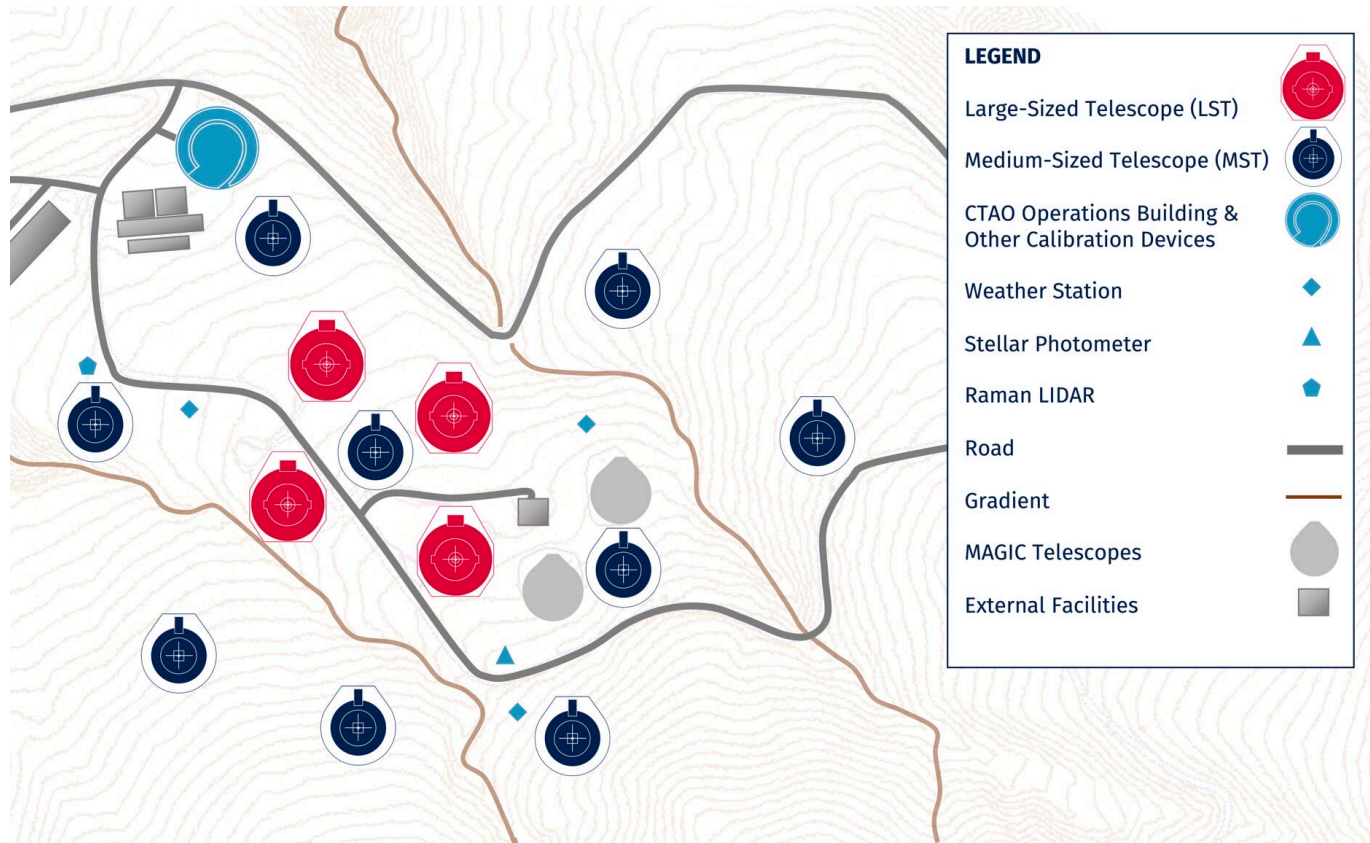 LEGEND
Large-Sized Telescope (LST)
Medium-Sized Telescope (MST)
CTAO Operations Building &
Other Calibration Devices
Weather Station
Stellar Photometer
Raman LIDAR
Road
Gradient
MAGIC Telescopes
External Facilities